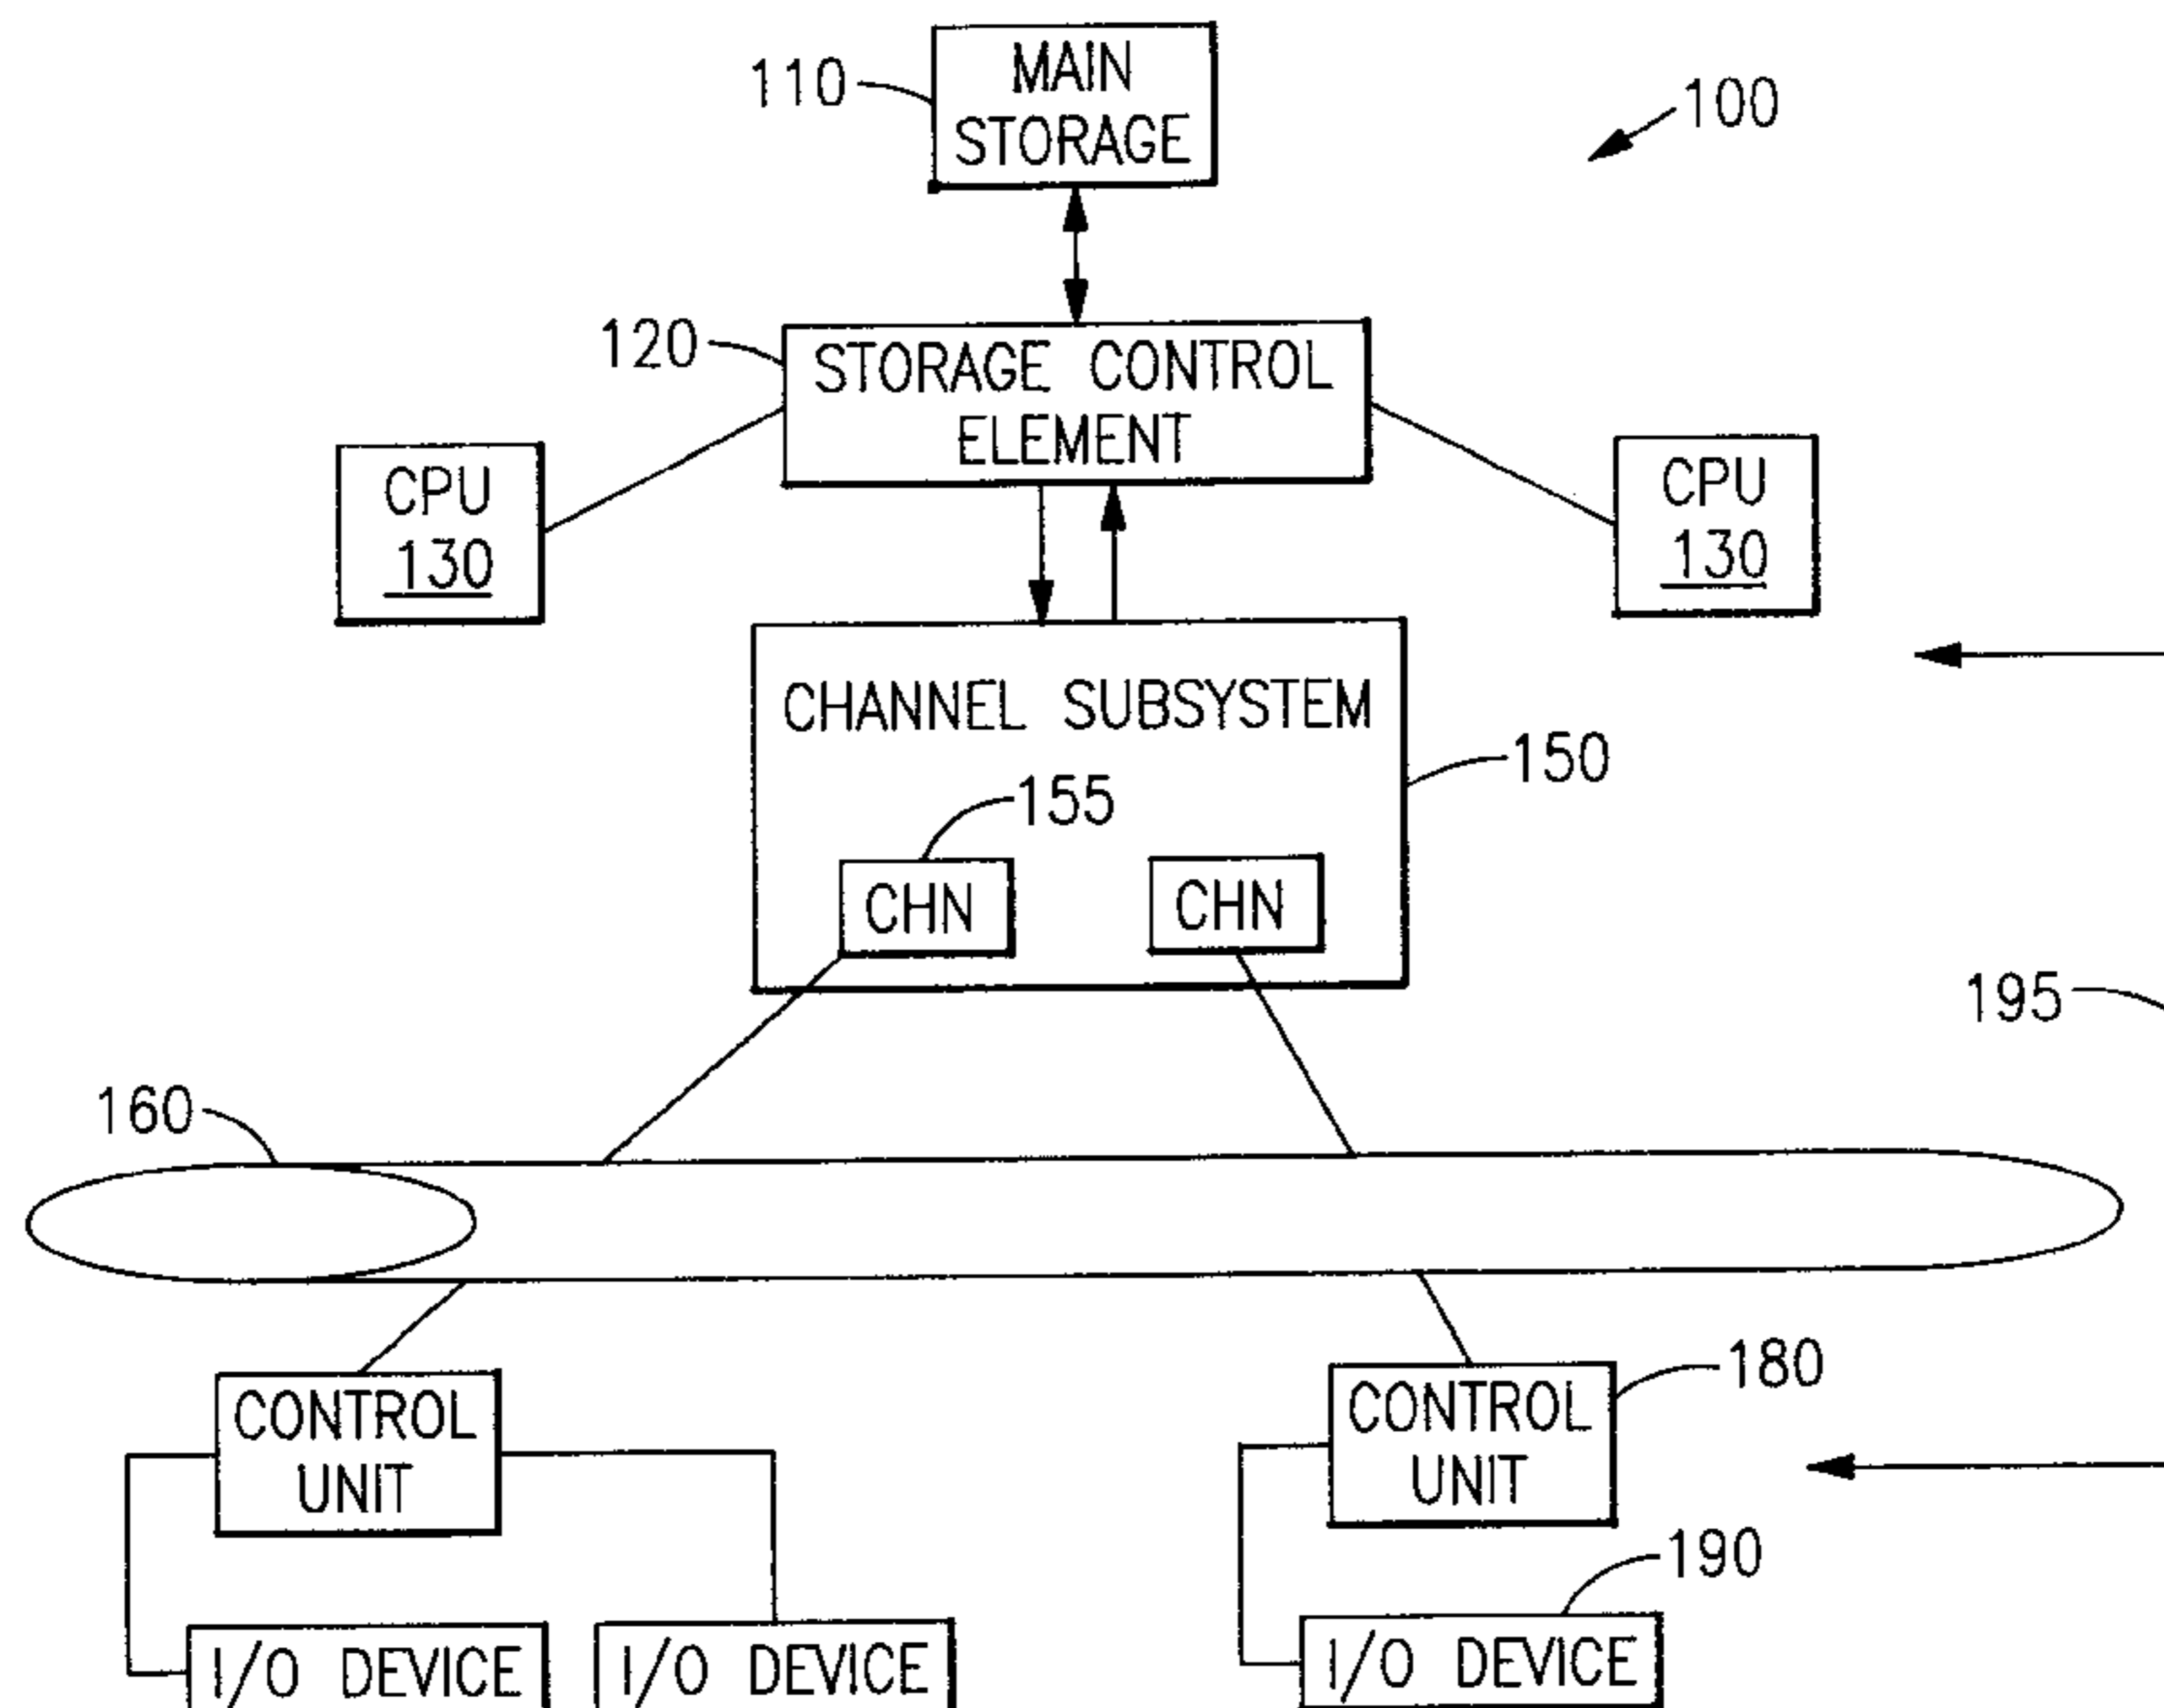 110
MAIN
STORAGE
100
120
STORAGE CONTROL
ELEMENT
CPU
130
CPU
130
CHANNEL SUBSYSTEM
150
155
CHN
CHN
195
160
CONTROL
UNIT
CONTROL
UNIT
180
190
I/O DEVICE
I/O DEVICE
I/O DEVICE